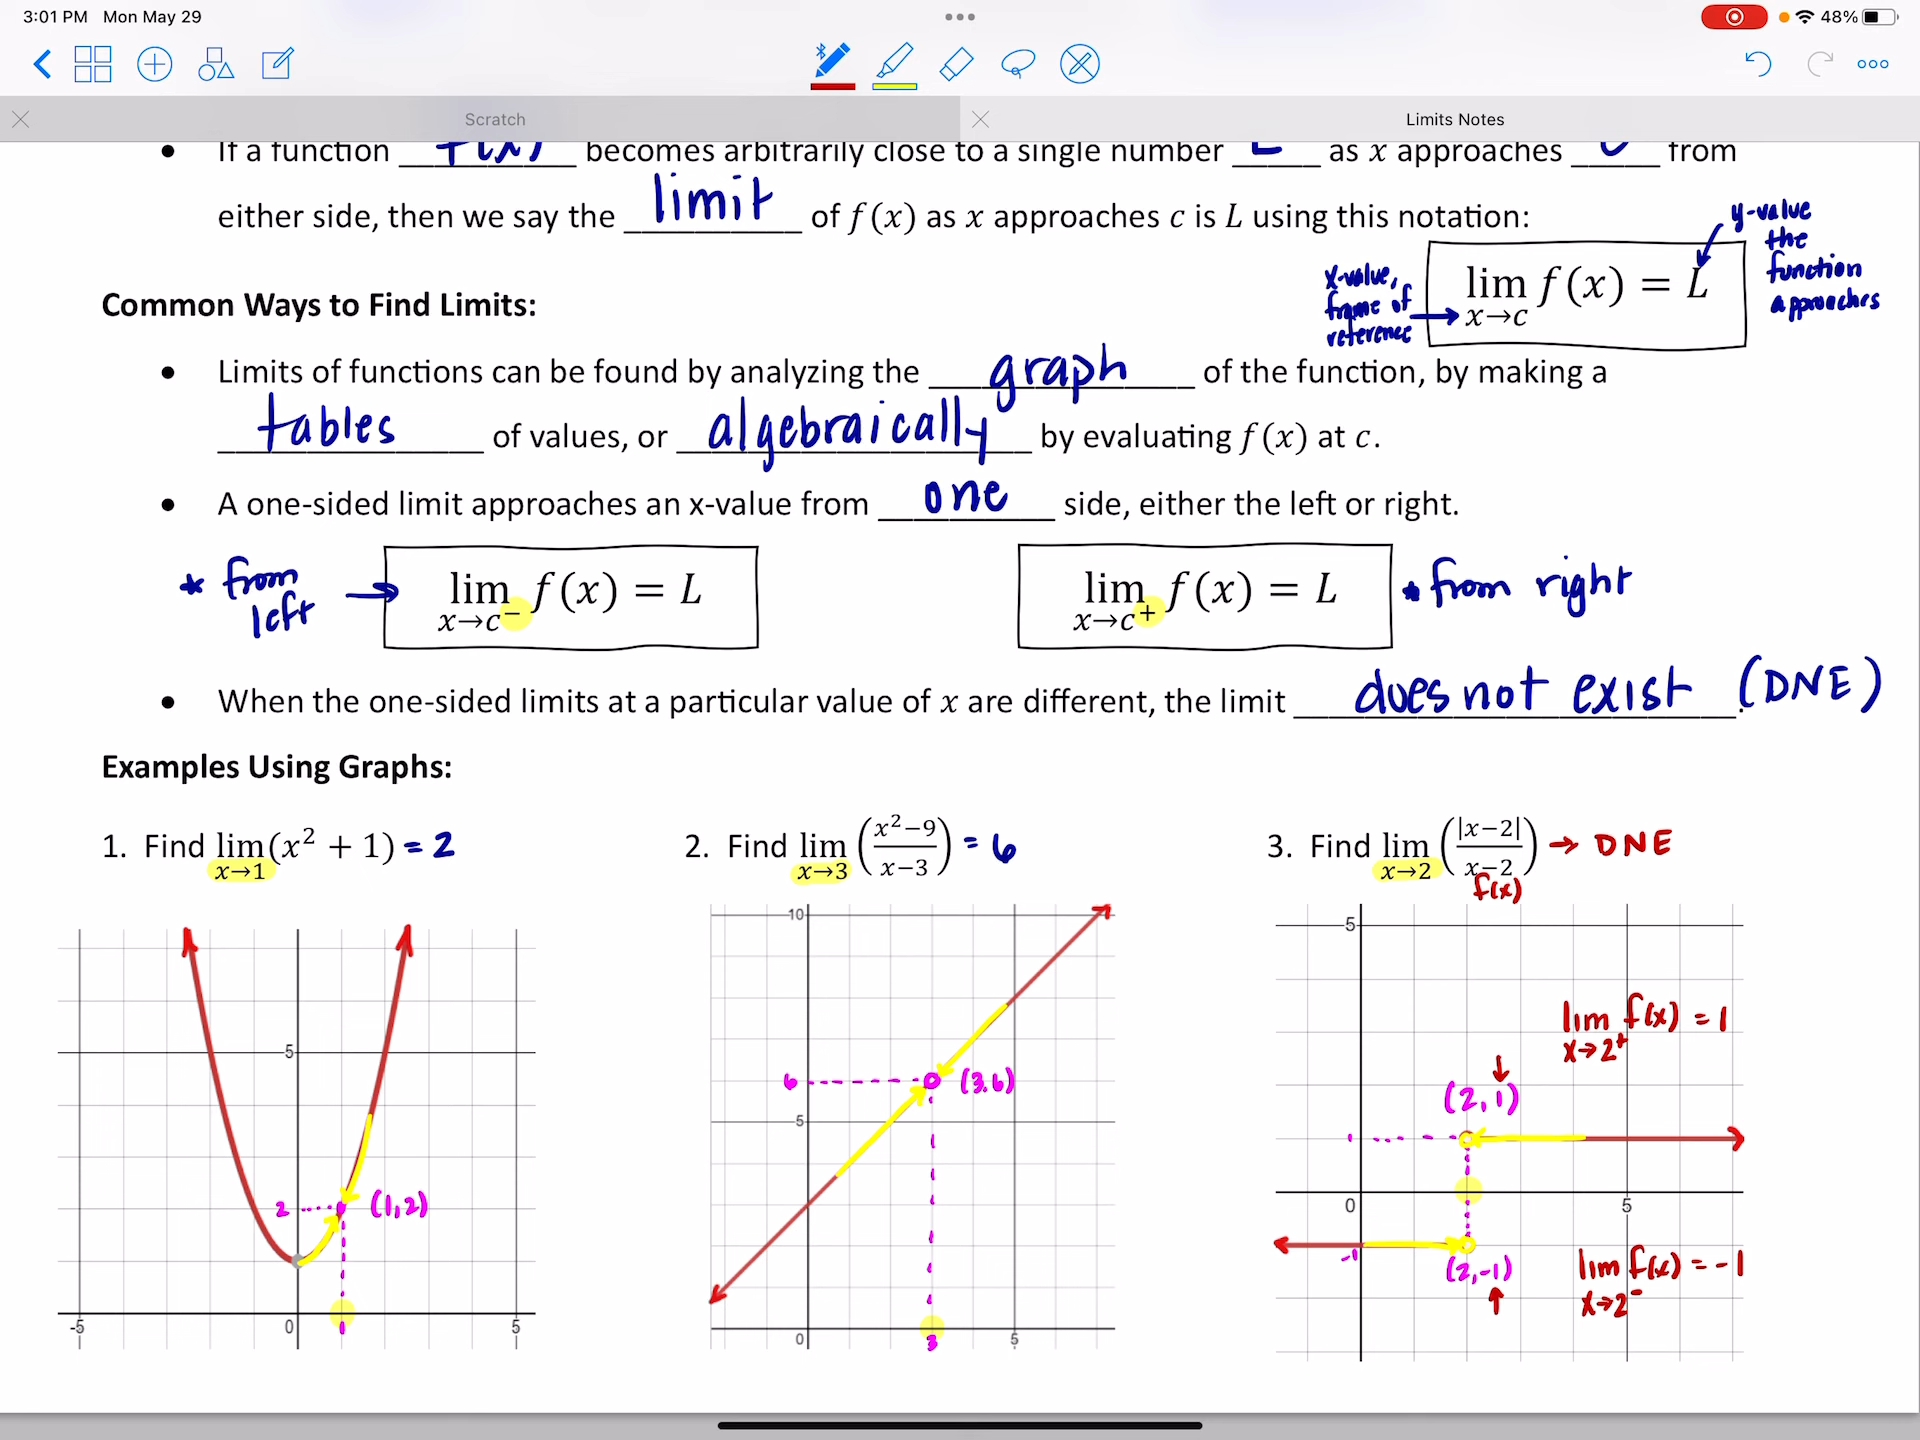 3:01 PM Mon May 29
48%
Scratch
Limits Notes
If a function f(x) becomes arbitrarily close to a single number L as x approaches c from
either side, then we say the limit of f(x) as x approaches c is L using this notation:
y-value
the
function
approaches
x-value,
frame of
reference
lim f(x) = L
x→c
Common Ways to Find Limits:
Limits of functions can be found by analyzing the graph of the function, by making a
tables of values, or algebraically by evaluating f(x) at c.
A one-sided limit approaches an x-value from one side, either the left or right.
* from
left
lim f(x) = L
x→c⁻
lim f(x) = L
x→c⁺
* from right
When the one-sided limits at a particular value of x are different, the limit does not exist (DNE).
Examples Using Graphs:
1. Find lim (x² + 1) = 2
x→1
2. Find lim (x²−9 / x−3) = 6
x→3
3. Find lim (|x−2| / x−2) → DNE
x→2
f(x)
5
2
(1,2)
-5
0
1
5
10
6
(3,6)
5
0
3
5
5
lim f(x) = 1
x→2⁺
(2,1)
1
0
5
-1
(2,-1)
lim f(x) = -1
x→2⁻